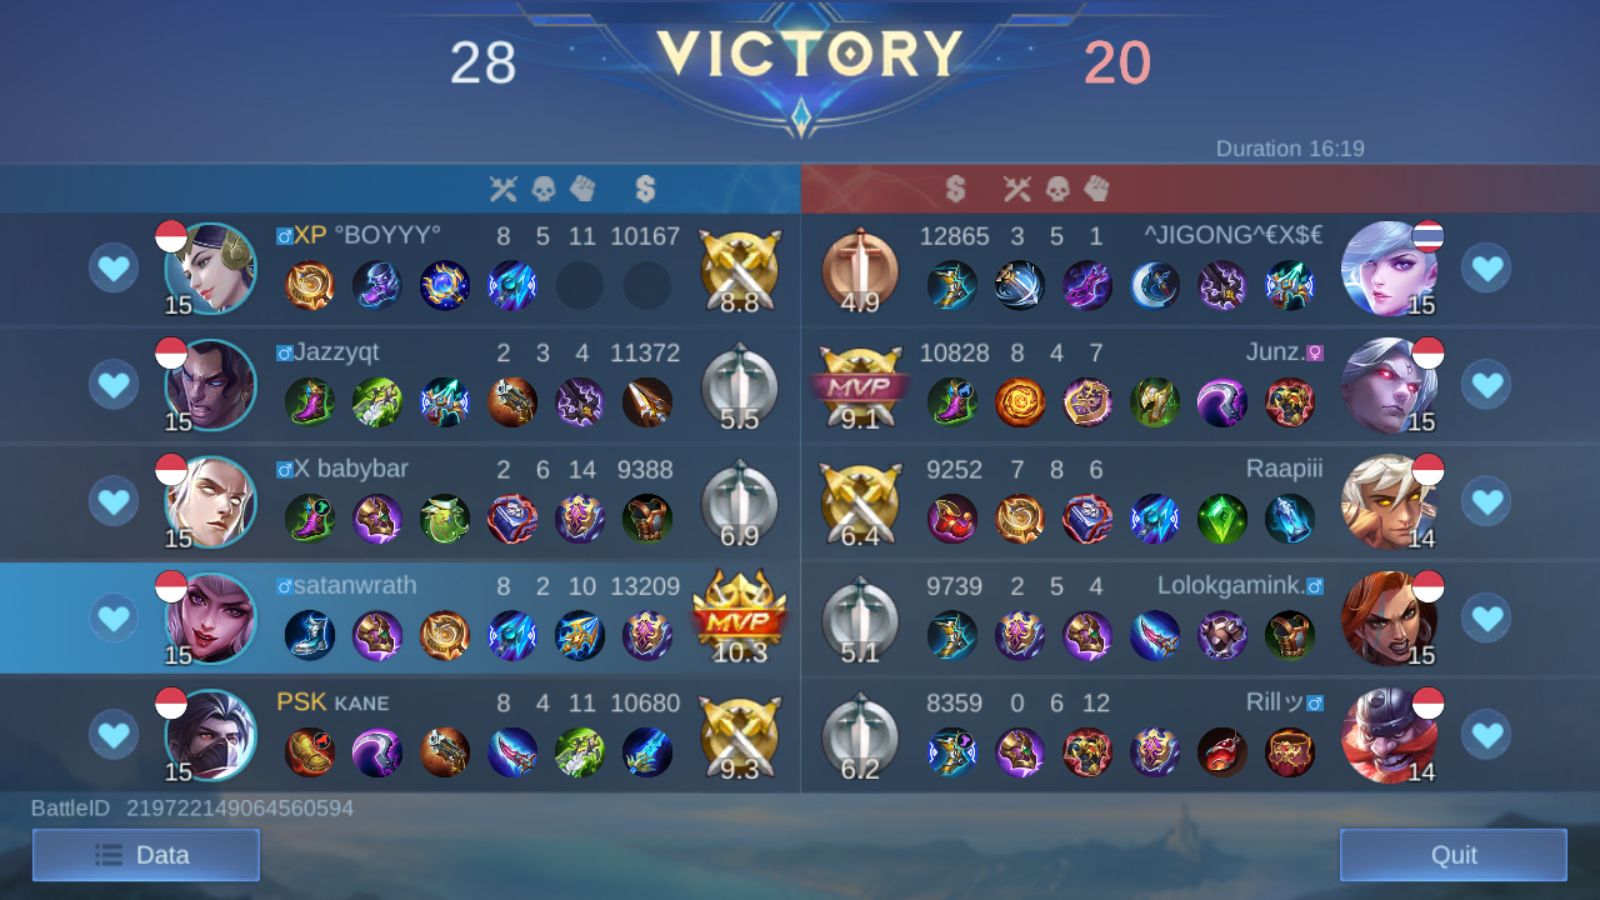 28 VICTORY 20
Duration 16:19
XP °BOYYY° 8 5 11 10167
15 8.8
12865 3 5 1 ^JIGONG^€X$€
4.9 15
Jazzyqt 2 3 4 11372
15 5.5
10828 8 4 7 Junz.
MVP
9.1 15
X babybar 2 6 14 9388
15 6.9
9252 7 8 6 Raapiii
6.4 14
satanwrath 8 2 10 13209
MVP
15 10.3
9739 2 5 4 Lolokgamink.
5.1 15
PSK KANE 8 4 11 10680
15 9.3
8359 0 6 12 Rillッ
6.2 14
BattleID 219722149064560594
Data
Quit